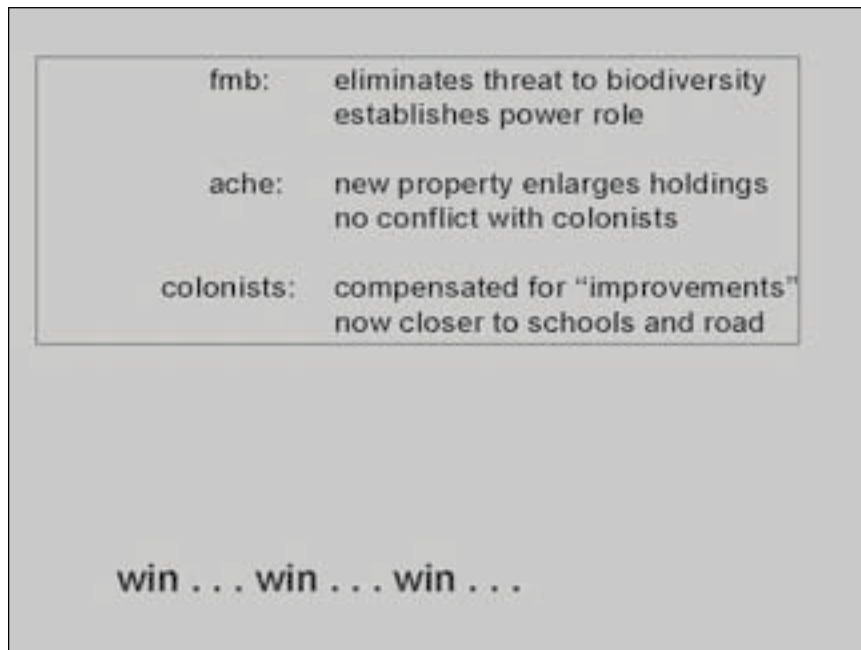 fmb: eliminates threat to biodiversity
establishes power role
ache: new property enlarges holdings
no conflict with colonists
colonists: compensated for “improvements”
now closer to schools and road
win . . . win . . . win . . .